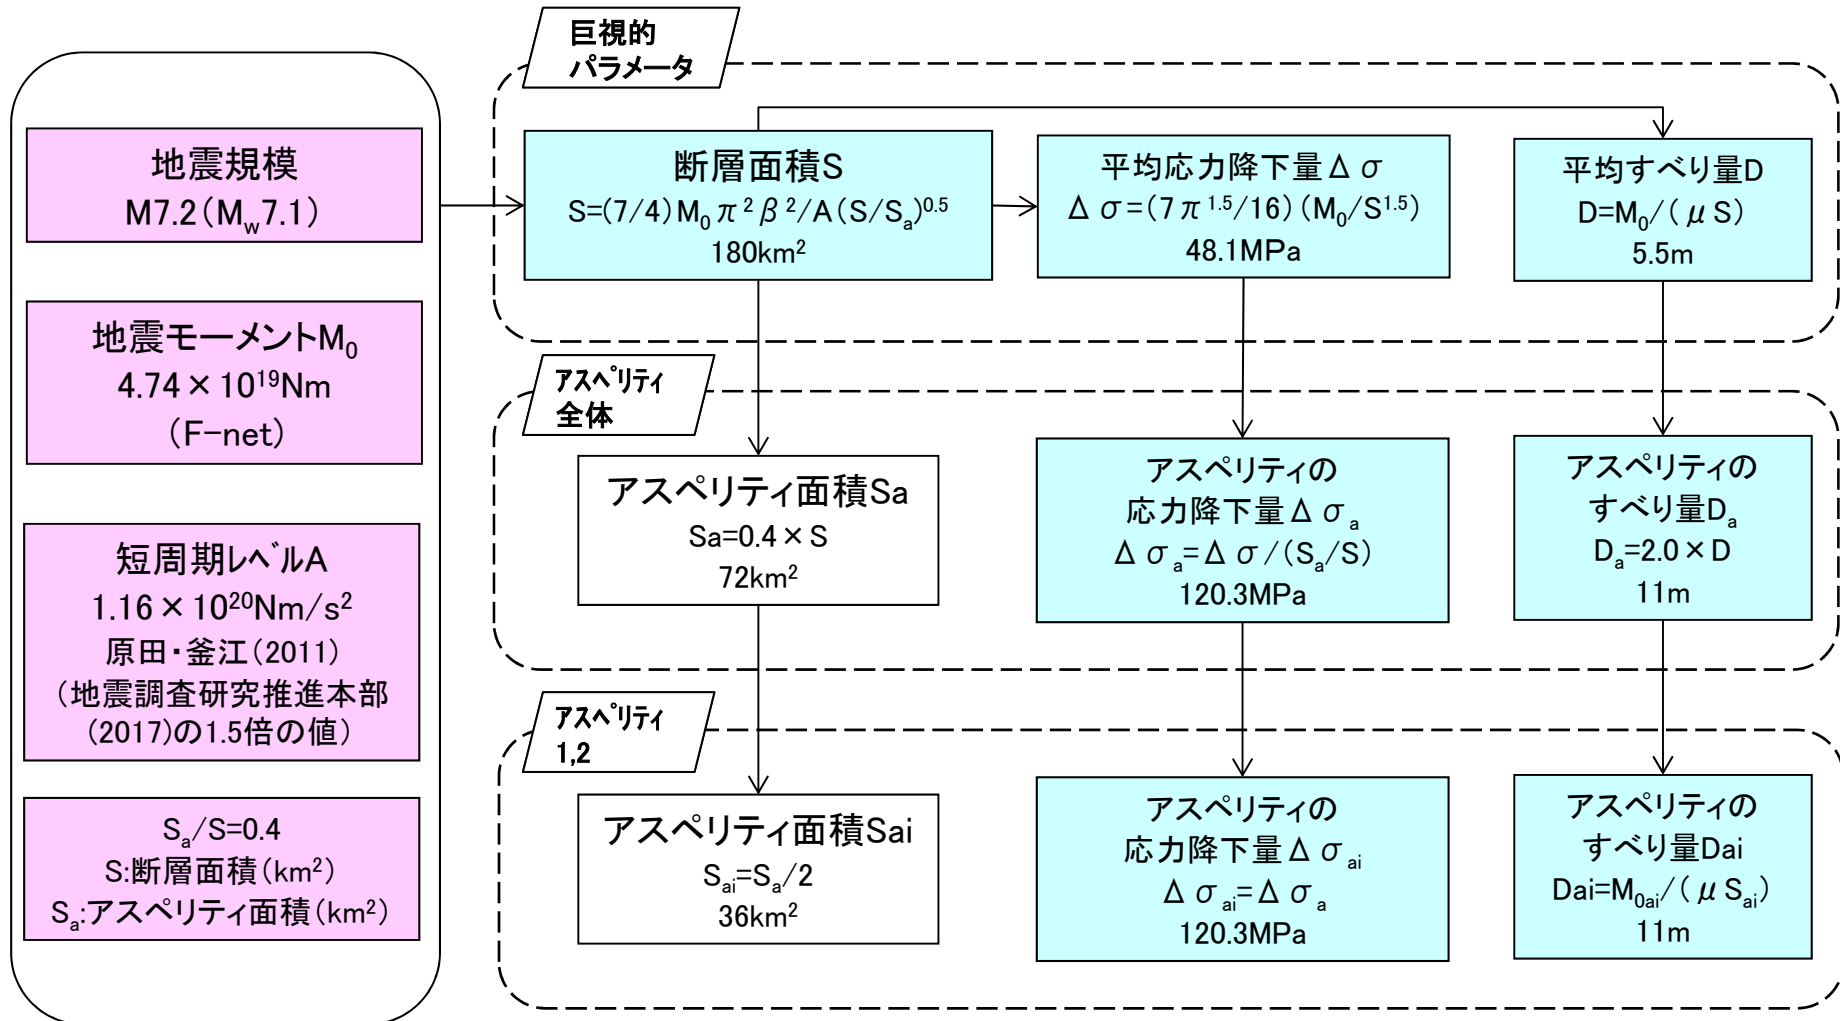 地震規模
M7.2(Mw7.1)
地震モーメントM0
4.74×10¹⁹Nm
(F-net)
短周期レベルA
1.16×10²⁰Nm/s²
原田・釜江(2011)
(地震調査研究推進本部
(2017)の1.5倍の値)
Sa/S=0.4
S:断層面積(km²)
Sa:アスペリティ面積(km²)
巨視的
パラメータ
断層面積S
S=(7/4)M0π²β²/A(S/Sa)^0.5
180km²
平均応力降下量Δσ
Δσ=(7π^1.5/16)(M0/S^1.5)
48.1MPa
平均すべり量D
D=M0/(μS)
5.5m
アスペリティ
全体
アスペリティ面積Sa
Sa=0.4×S
72km²
アスペリティの
応力降下量Δσa
Δσa=Δσ/(Sa/S)
120.3MPa
アスペリティの
すべり量Da
Da=2.0×D
11m
アスペリティ
1,2
アスペリティ面積Sai
Sai=Sa/2
36km²
アスペリティの
応力降下量Δσai
Δσai=Δσa
120.3MPa
アスペリティの
すべり量Dai
Dai=M0ai/(μSai)
11m